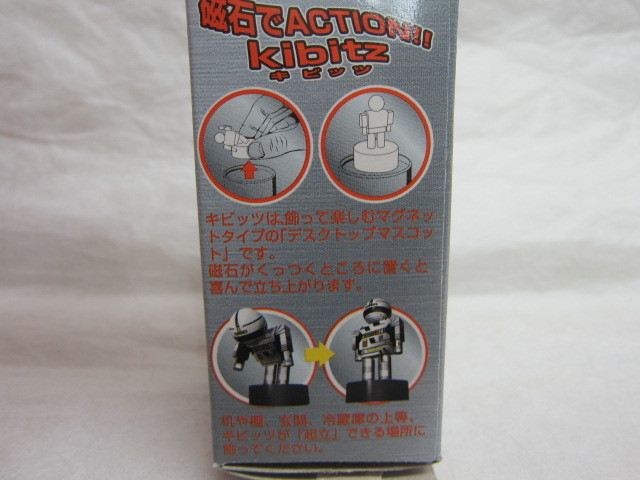 磁石でACTION!!
kibitz
キビッツ
キビッツは、飾って楽しむマグネッ
トタイプの「デスクトップマスコッ
ト」です。
磁石がくっつくところに置くと
喜んで立ち上がります。
机や棚、玄関、冷蔵庫の上等。
キビッツが「起立」できる場所に
飾ってください。